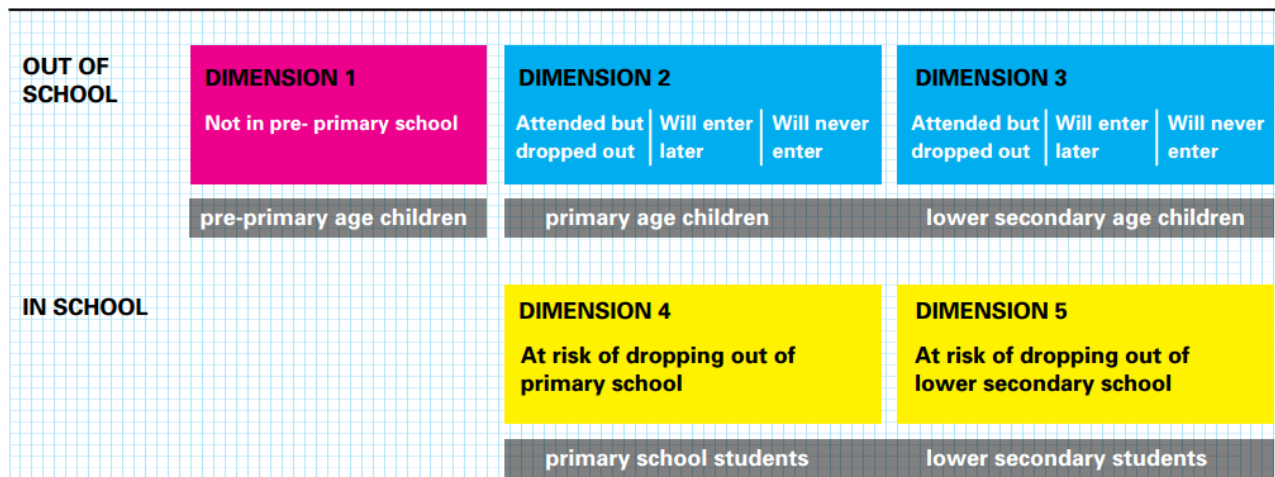 OUT OF
SCHOOL
DIMENSION 1
Not in pre- primary school
DIMENSION 2
Attended but
dropped out
Will enter
later
Will never
enter
DIMENSION 3
Attended but
dropped out
Will enter
later
Will never
enter
pre-primary age children
primary age children
lower secondary age children
IN SCHOOL
DIMENSION 4
At risk of dropping out of
primary school
DIMENSION 5
At risk of dropping out of
lower secondary school
primary school students
lower secondary students